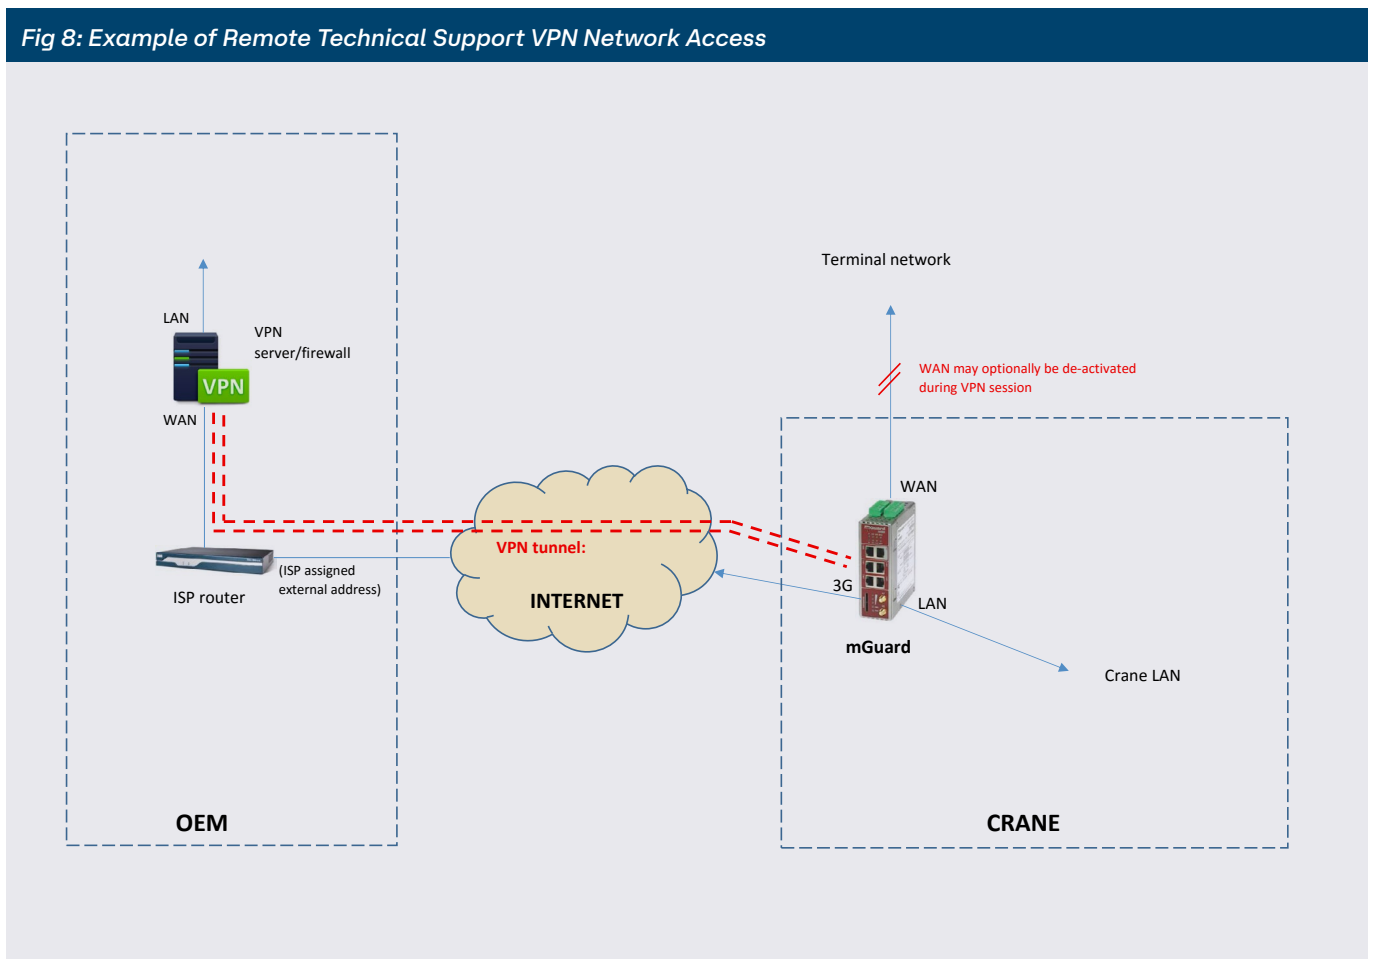 Fig 8: Example of Remote Technical Support VPN Network Access
Terminal network
LAN
VPN
server/firewall
VPN
WAN
WAN may optionally be de-activated
during VPN session
WAN
VPN tunnel:
(ISP assigned
external address)
ISP router
INTERNET
3G
LAN
mGuard
Crane LAN
OEM
CRANE